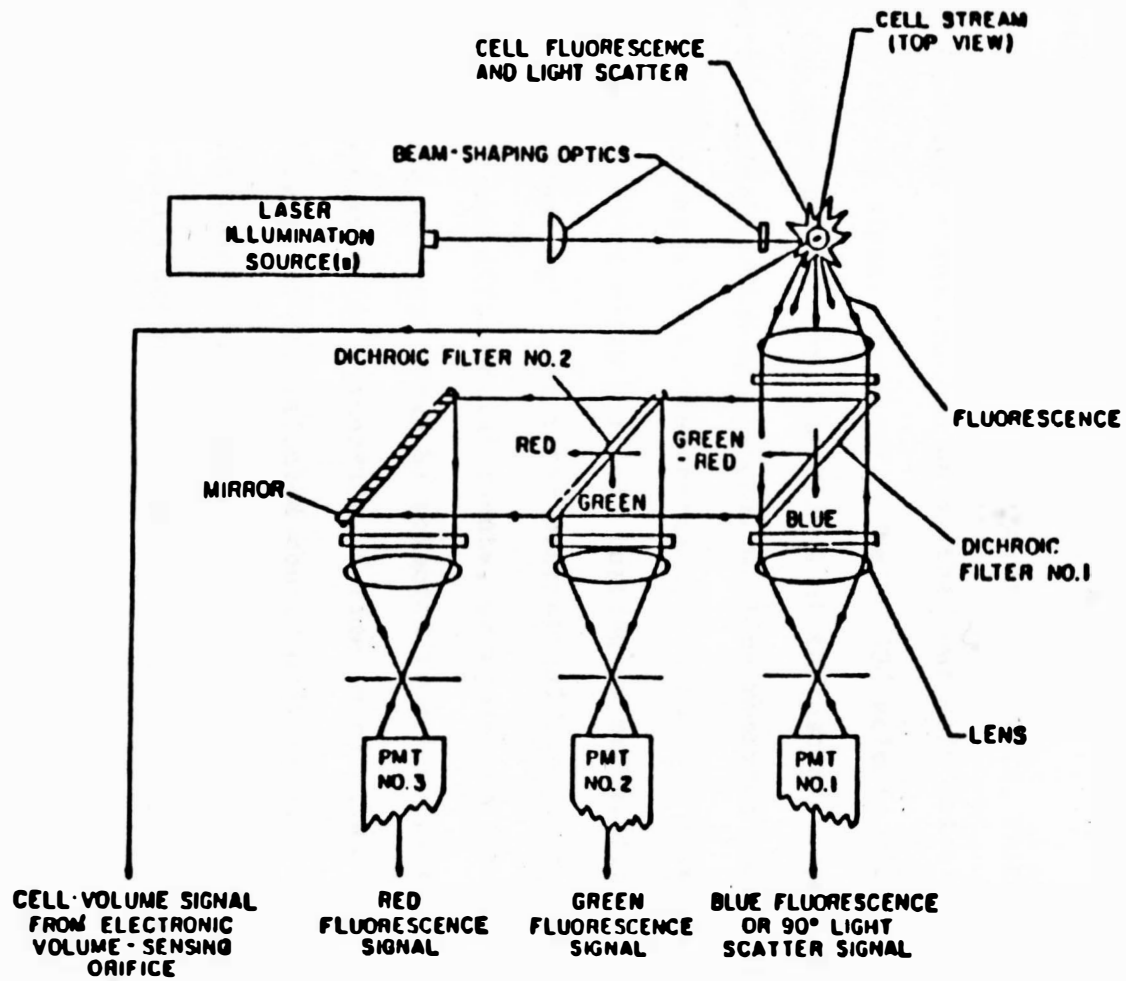 CELL STREAM
(TOP VIEW)
CELL FLUORESCENCE
AND LIGHT SCATTER
BEAM-SHAPING OPTICS
LASER
ILLUMINATION
SOURCE(s)
DICHROIC FILTER NO.2
FLUORESCENCE
RED
GREEN
-RED
MIRROR
GREEN
BLUE
DICHROIC
FILTER NO.1
LENS
PMT
NO.3
PMT
NO.2
PMT
NO.1
CELL-VOLUME SIGNAL
FROM ELECTRONIC
VOLUME-SENSING
ORIFICE
RED
FLUORESCENCE
SIGNAL
GREEN
FLUORESCENCE
SIGNAL
BLUE FLUORESCENCE
OR 90° LIGHT
SCATTER SIGNAL